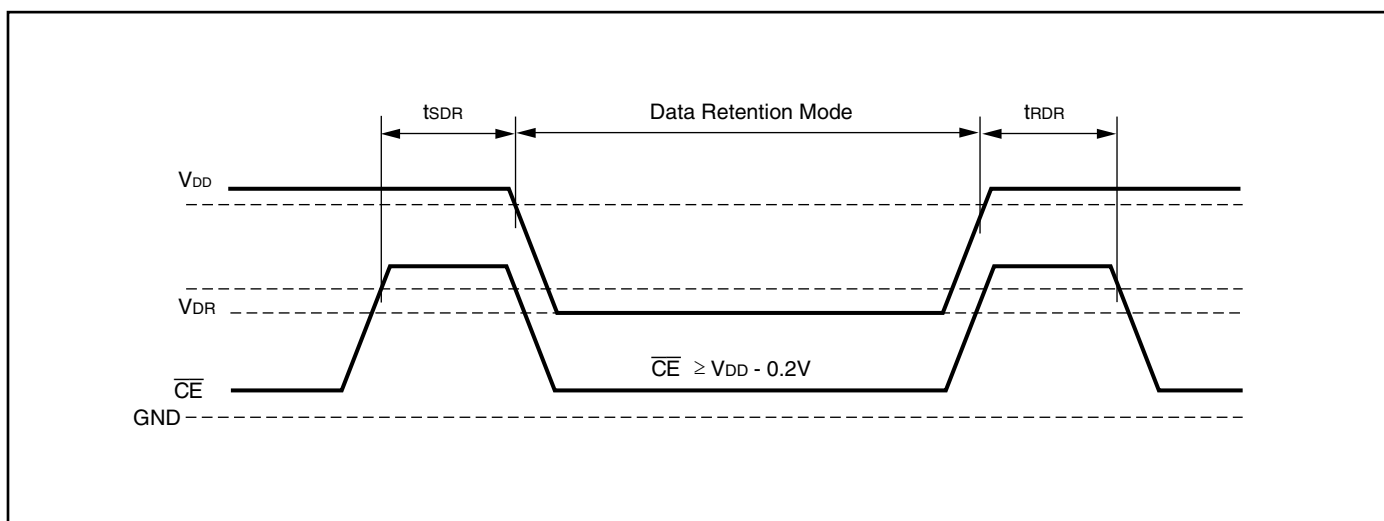 tSDR Data Retention Mode tRDR
VDD
VDR
CE ≥ VDD - 0.2V
CE
GND